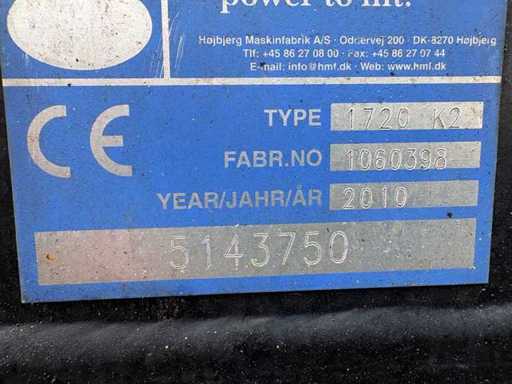 power to lift.
Højbjerg Maskinfabrik A/S · Oddervej 200 · DK-8270 Højbjerg
Tlf: +45 86 27 08 00 · Fax: +45 86 27 07 44
E-mail: info@hmf.dk · Web: www.hmf.dk
CE
TYPE 1720 K2
FABR.NO 1060398
YEAR/JAHR/ÅR 2010
5143750